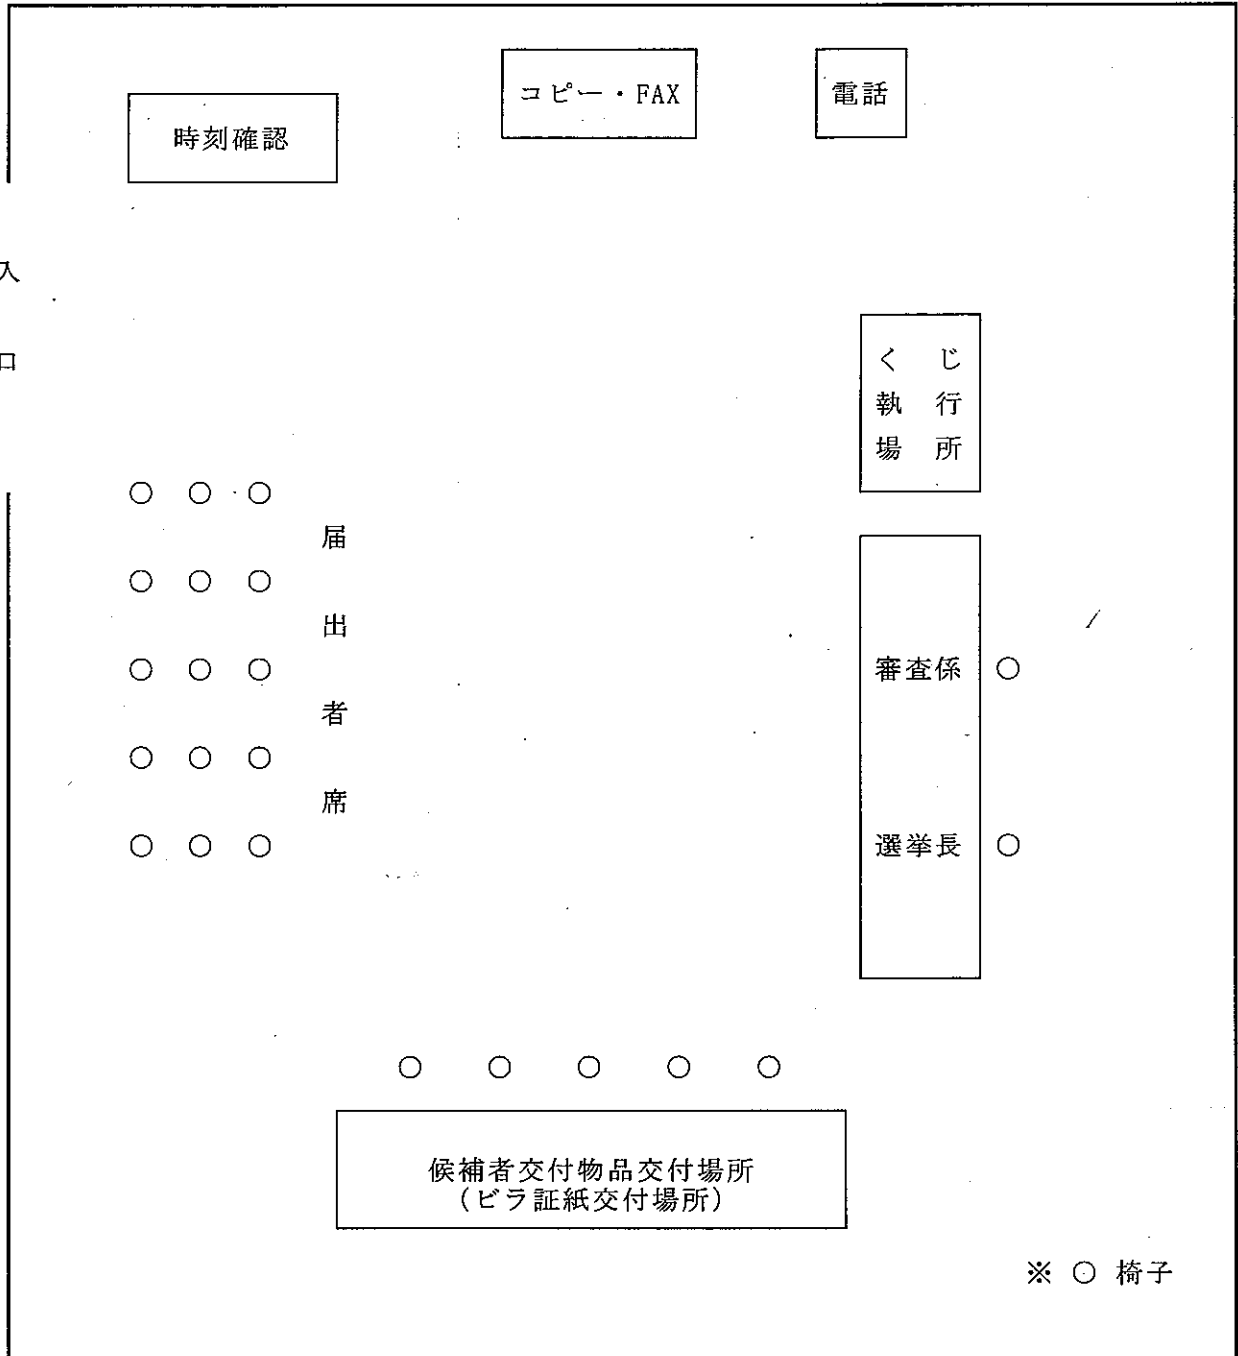 コピー・FAX
電話
時刻確認
入
口
くじ
執行
場所
届
出
者
席
審査係
選挙長
候補者交付物品交付場所
(ビラ証紙交付場所)
※ ○ 椅子